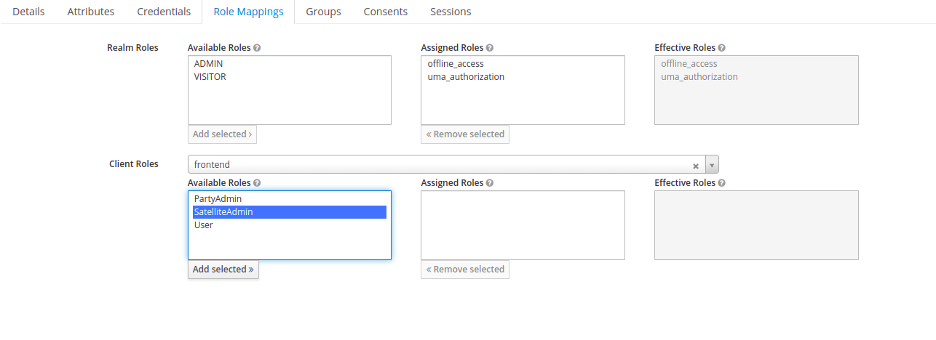 Details Attributes Credentials Role Mappings Groups Consents Sessions
Realm Roles Available Roles Assigned Roles Effective Roles
ADMIN offline_access offline_access
VISITOR uma_authorization uma_authorization
Add selected › « Remove selected
Client Roles frontend
Available Roles Assigned Roles Effective Roles
PartyAdmin
SatelliteAdmin
User
Add selected » « Remove selected